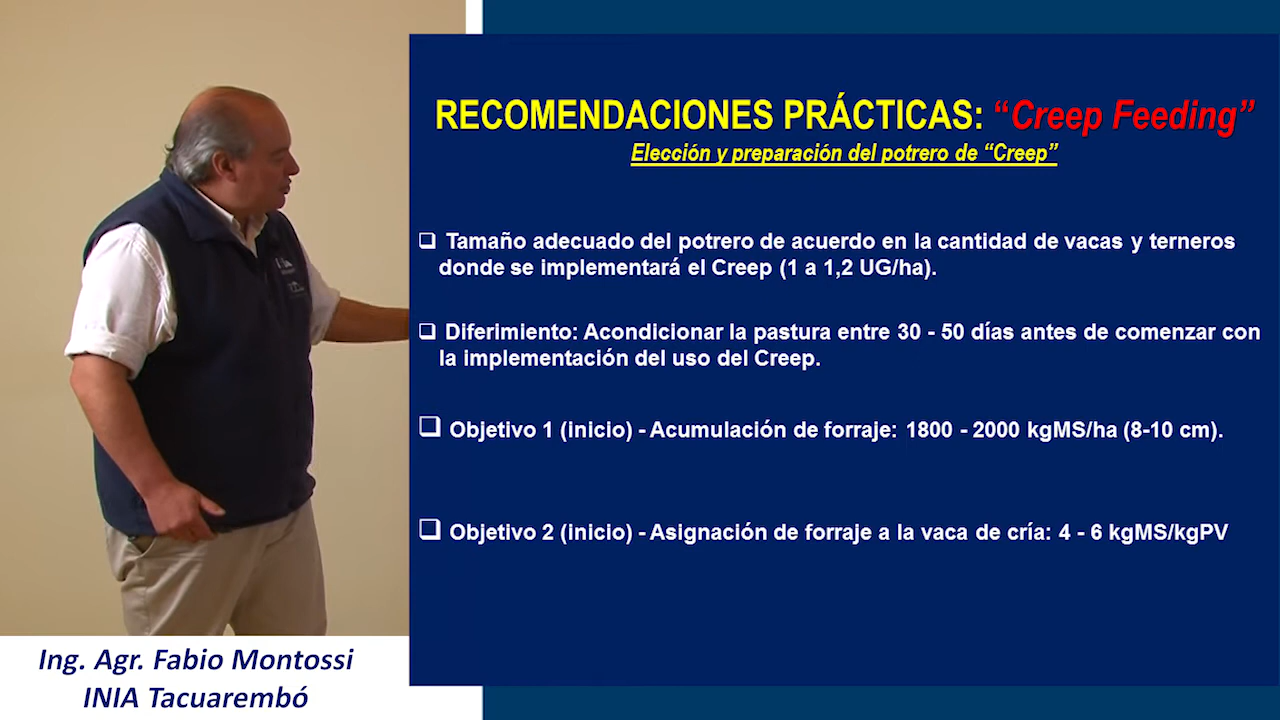 RECOMENDACIONES PRÁCTICAS: “Creep Feeding”
Elección y preparación del potrero de “Creep”
❑ Tamaño adecuado del potrero de acuerdo en la cantidad de vacas y terneros
donde se implementará el Creep (1 a 1,2 UG/ha).
❑ Diferimiento: Acondicionar la pastura entre 30 - 50 días antes de comenzar con
la implementación del uso del Creep.
❑ Objetivo 1 (inicio) - Acumulación de forraje: 1800 - 2000 kgMS/ha (8-10 cm).
❑ Objetivo 2 (inicio) - Asignación de forraje a la vaca de cría: 4 - 6 kgMS/kgPV
Ing. Agr. Fabio Montossi
INIA Tacuarembó